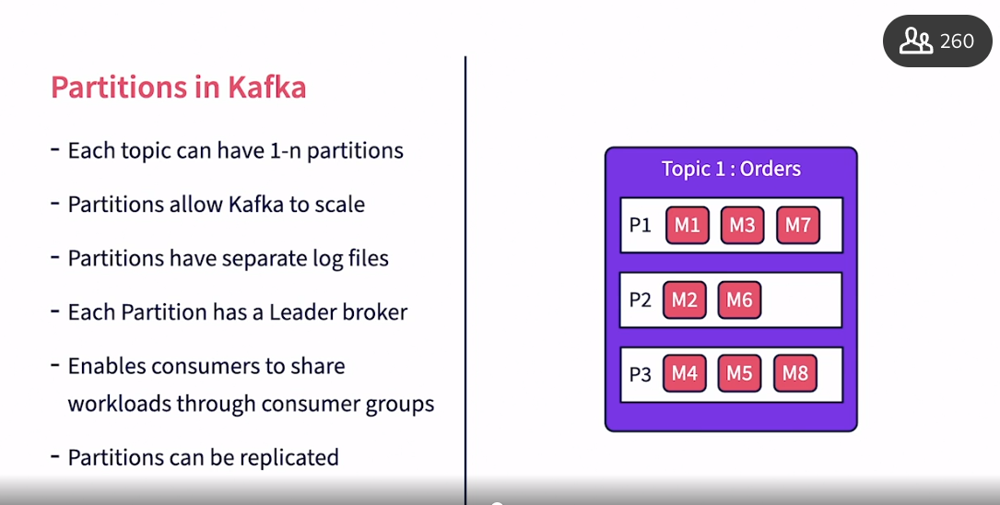 260
Partitions in Kafka
- Each topic can have 1-n partitions
- Partitions allow Kafka to scale
- Partitions have separate log files
- Each Partition has a Leader broker
- Enables consumers to share
workloads through consumer groups
- Partitions can be replicated
Topic 1 : Orders
P1 M1 M3 M7
P2 M2 M6
P3 M4 M5 M8